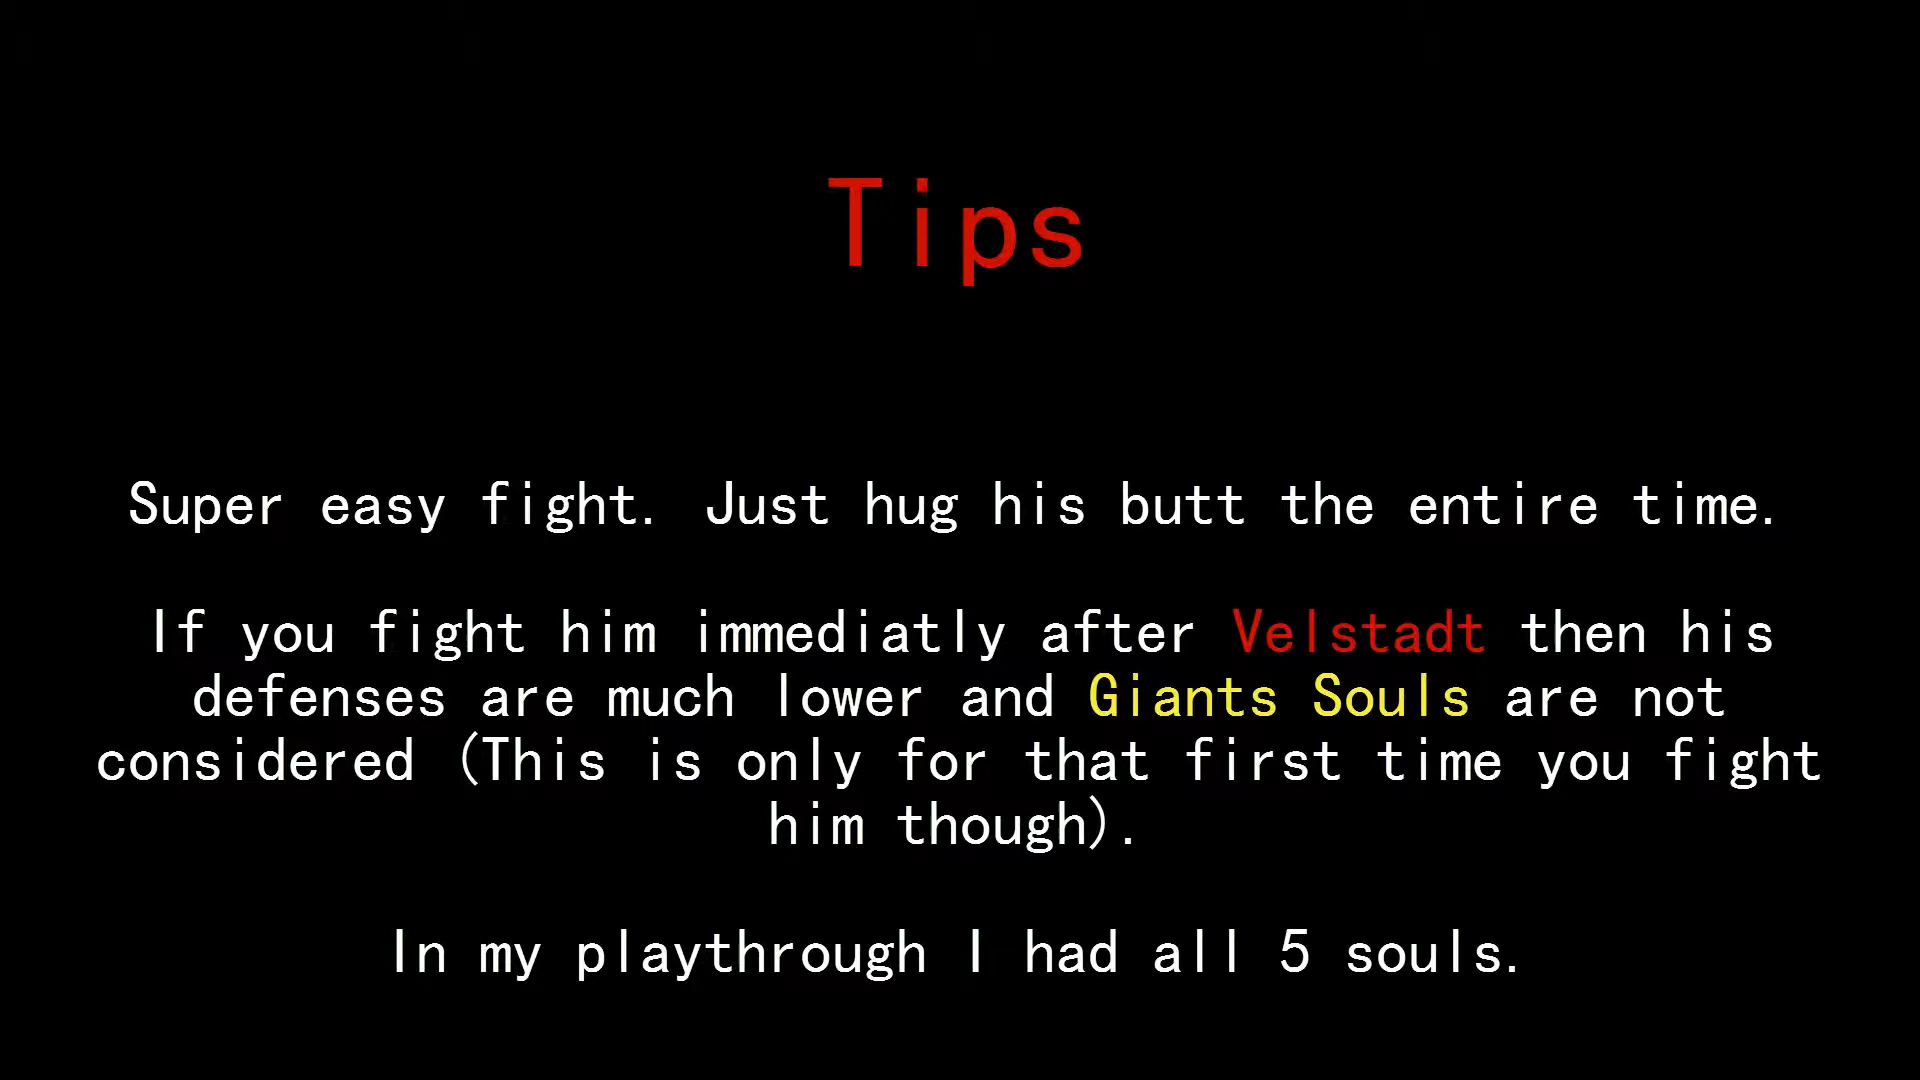 Tips
Super easy fight. Just hug his butt the entire time.
If you fight him immediatly after Velstadt then his
defenses are much lower and Giants Souls are not
considered (This is only for that first time you fight
him though).
In my playthrough I had all 5 souls.